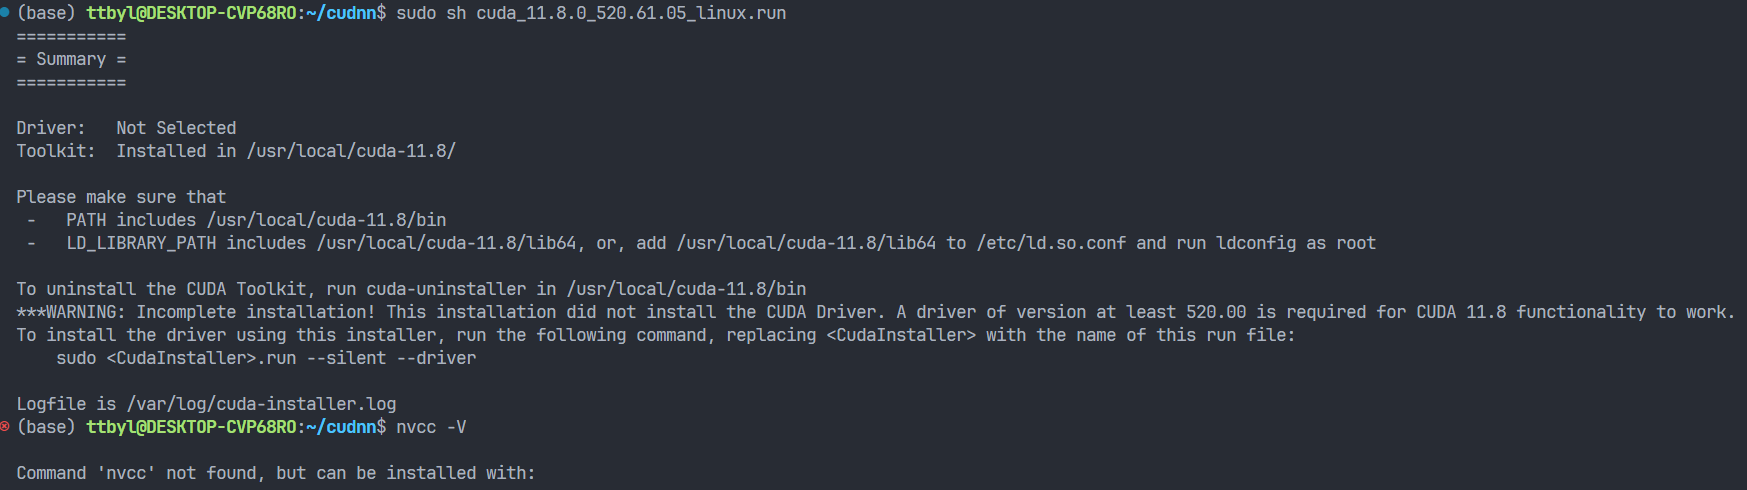 (base) ttbyl@DESKTOP-CVP68RO:~/cudnn$ sudo sh cuda_11.8.0_520.61.05_linux.run
===========
= Summary =
===========
Driver:   Not Selected
Toolkit:  Installed in /usr/local/cuda-11.8/
Please make sure that
 -   PATH includes /usr/local/cuda-11.8/bin
 -   LD_LIBRARY_PATH includes /usr/local/cuda-11.8/lib64, or, add /usr/local/cuda-11.8/lib64 to /etc/ld.so.conf and run ldconfig as root
To uninstall the CUDA Toolkit, run cuda-uninstaller in /usr/local/cuda-11.8/bin
***WARNING: Incomplete installation! This installation did not install the CUDA Driver. A driver of version at least 520.00 is required for CUDA 11.8 functionality to work.
To install the driver using this installer, run the following command, replacing <CudaInstaller> with the name of this run file:
    sudo <CudaInstaller>.run --silent --driver
Logfile is /var/log/cuda-installer.log
(base) ttbyl@DESKTOP-CVP68RO:~/cudnn$ nvcc -V
Command 'nvcc' not found, but can be installed with: